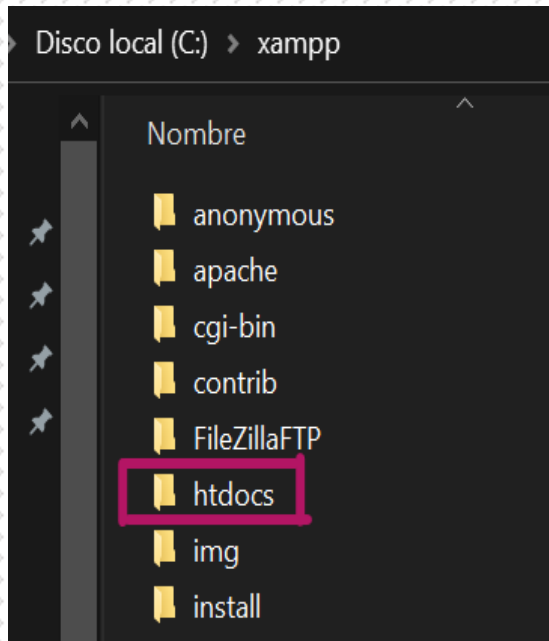 Disco local (C:) > xampp
Nombre
anonymous
apache
cgi-bin
contrib
FileZillaFTP
htdocs
img
install